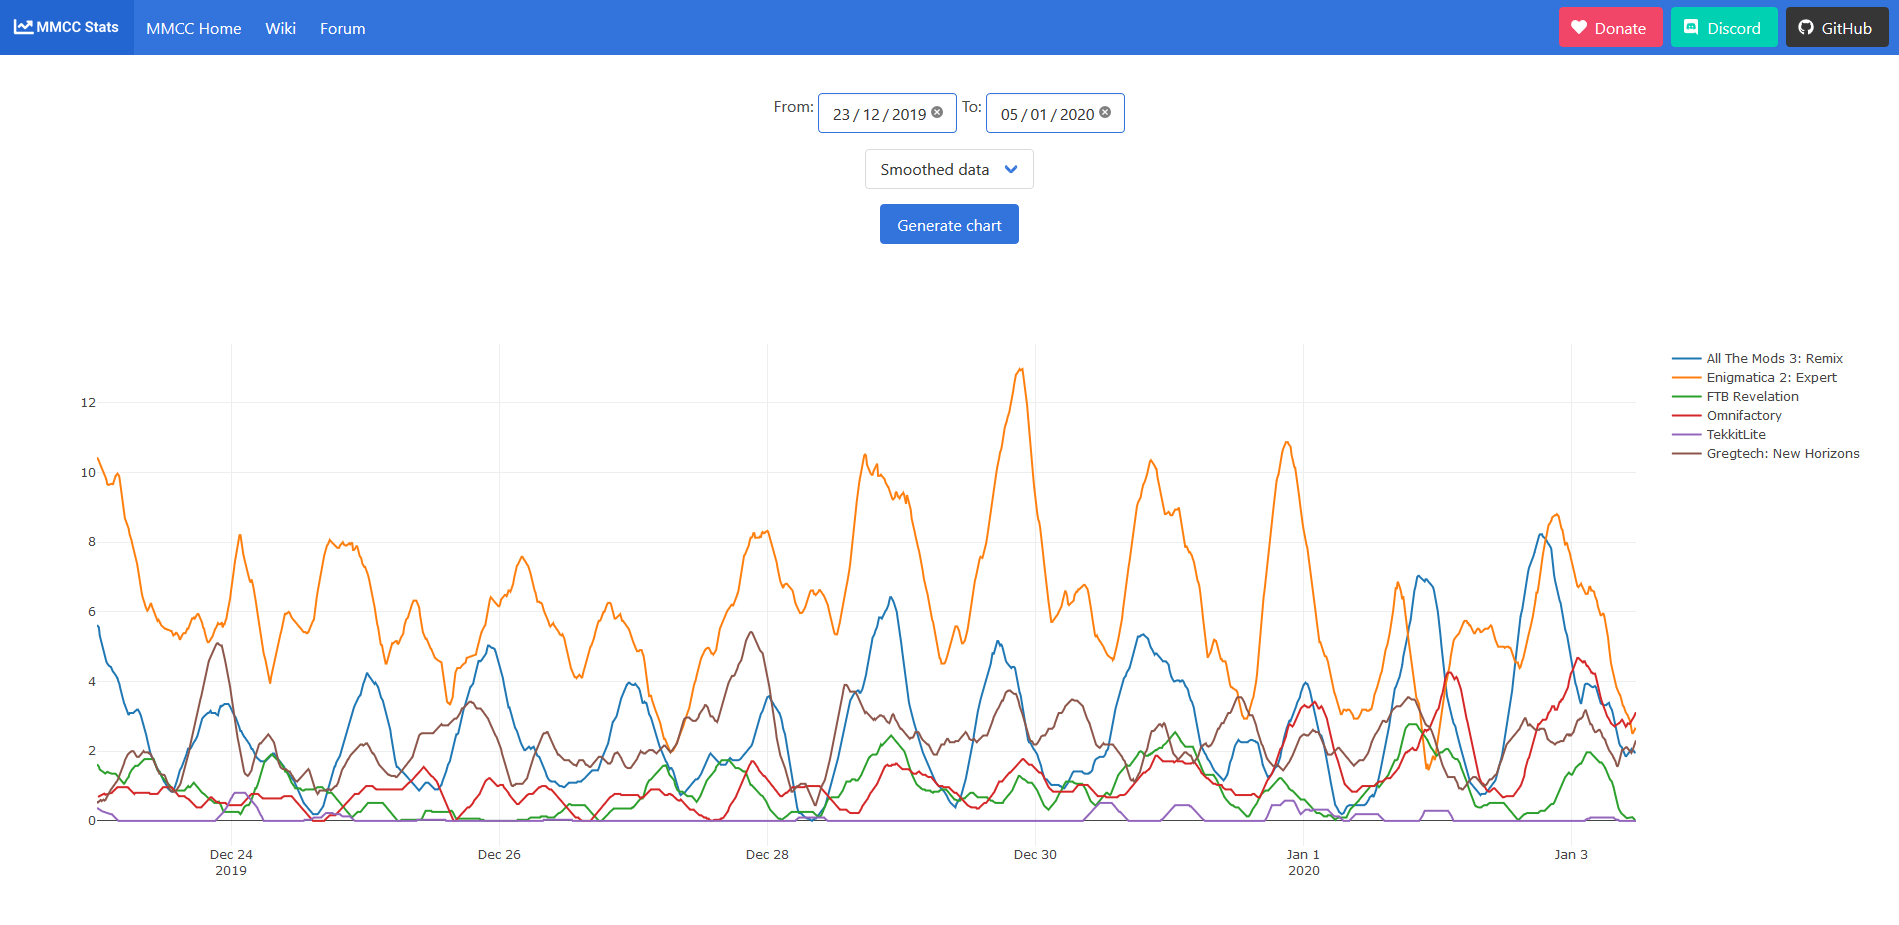 MMCC Stats MMCC Home Wiki Forum Donate Discord GitHub
From: 23 / 12 / 2019 To: 05 / 01 / 2020
Smoothed data
Generate chart
All The Mods 3: Remix
Enigmatica 2: Expert
FTB Revelation
Omnifactory
TekkitLite
Gregtech: New Horizons
12
10
8
6
4
2
0
Dec 24 Dec 26 Dec 28 Dec 30 Jan 1 Jan 3
2019 2020